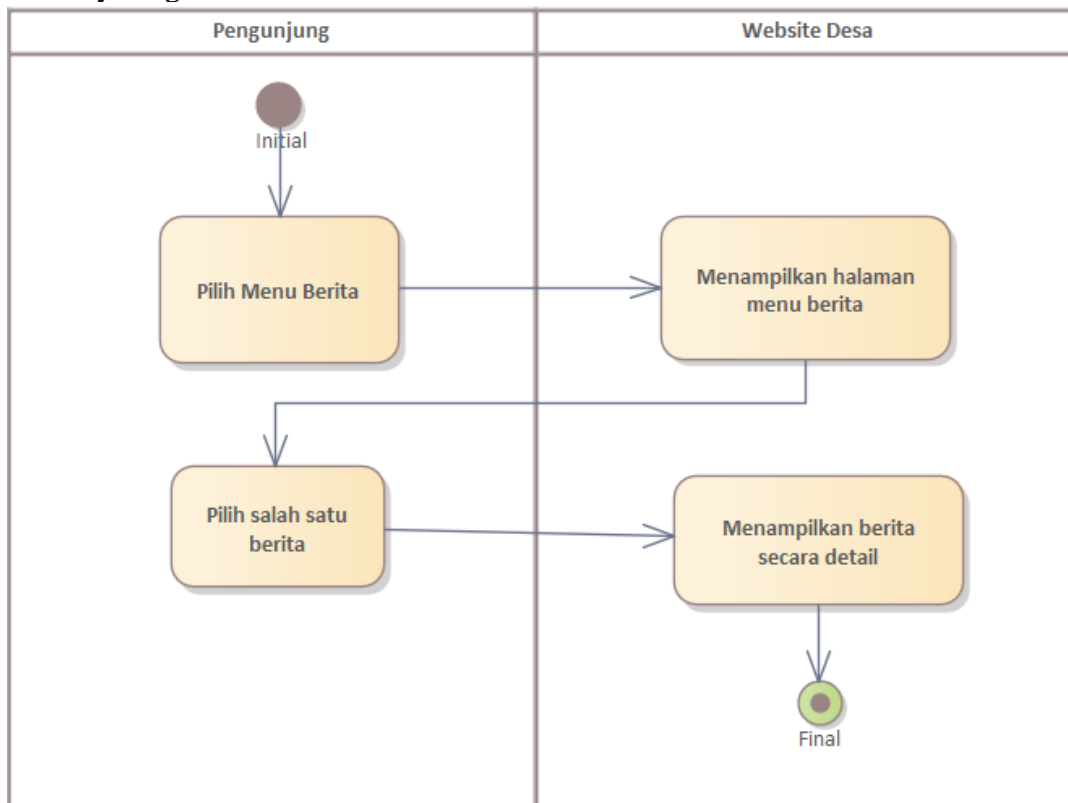 Pengunjung
Website Desa
Initial
Pilih Menu Berita
Menampilkan halaman
menu berita
Pilih salah satu
berita
Menampilkan berita
secara detail
Final